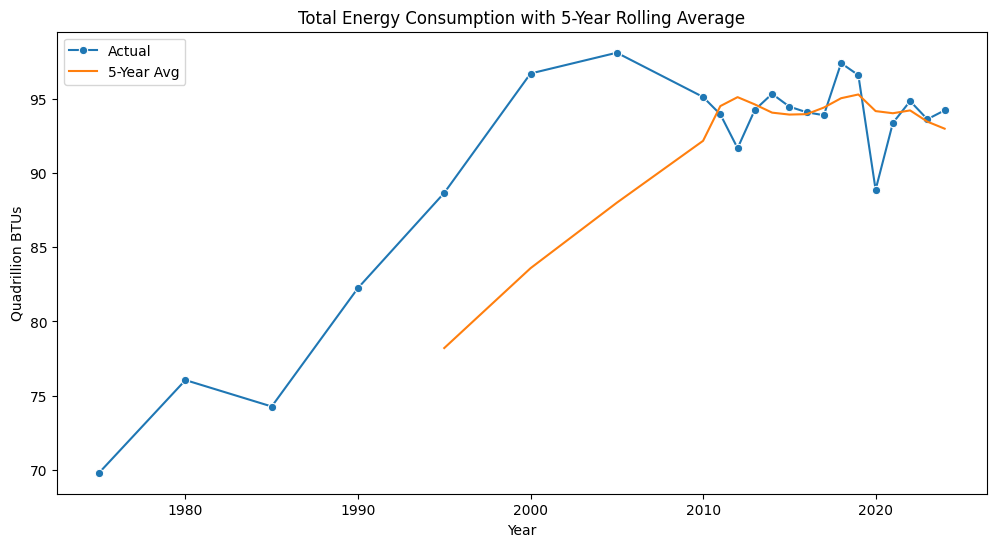 Total Energy Consumption with 5-Year Rolling Average
Actual
5-Year Avg
Quadrillion BTUs
95
90
85
80
75
70
1980
1990
2000
2010
2020
Year